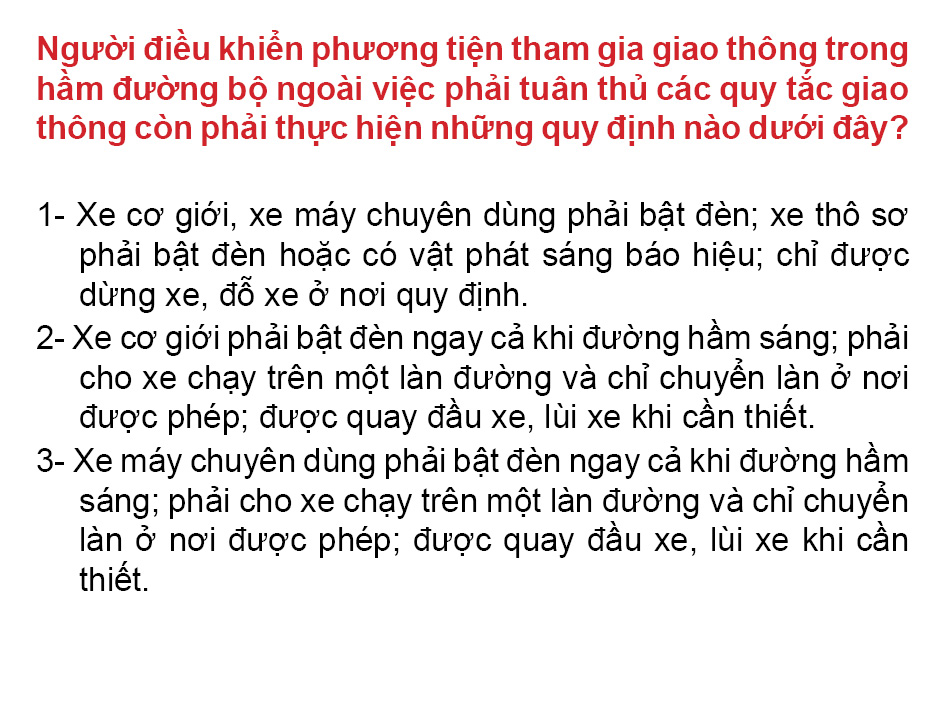 Người điều khiển phương tiện tham gia giao thông trong
hầm đường bộ ngoài việc phải tuân thủ các quy tắc giao
thông còn phải thực hiện những quy định nào dưới đây?
1- Xe cơ giới, xe máy chuyên dùng phải bật đèn; xe thô sơ
phải bật đèn hoặc có vật phát sáng báo hiệu; chỉ được
dừng xe, đỗ xe ở nơi quy định.
2- Xe cơ giới phải bật đèn ngay cả khi đường hầm sáng; phải
cho xe chạy trên một làn đường và chỉ chuyển làn ở nơi
được phép; được quay đầu xe, lùi xe khi cần thiết.
3- Xe máy chuyên dùng phải bật đèn ngay cả khi đường hầm
sáng; phải cho xe chạy trên một làn đường và chỉ chuyển
làn ở nơi được phép; được quay đầu xe, lùi xe khi cần
thiết.